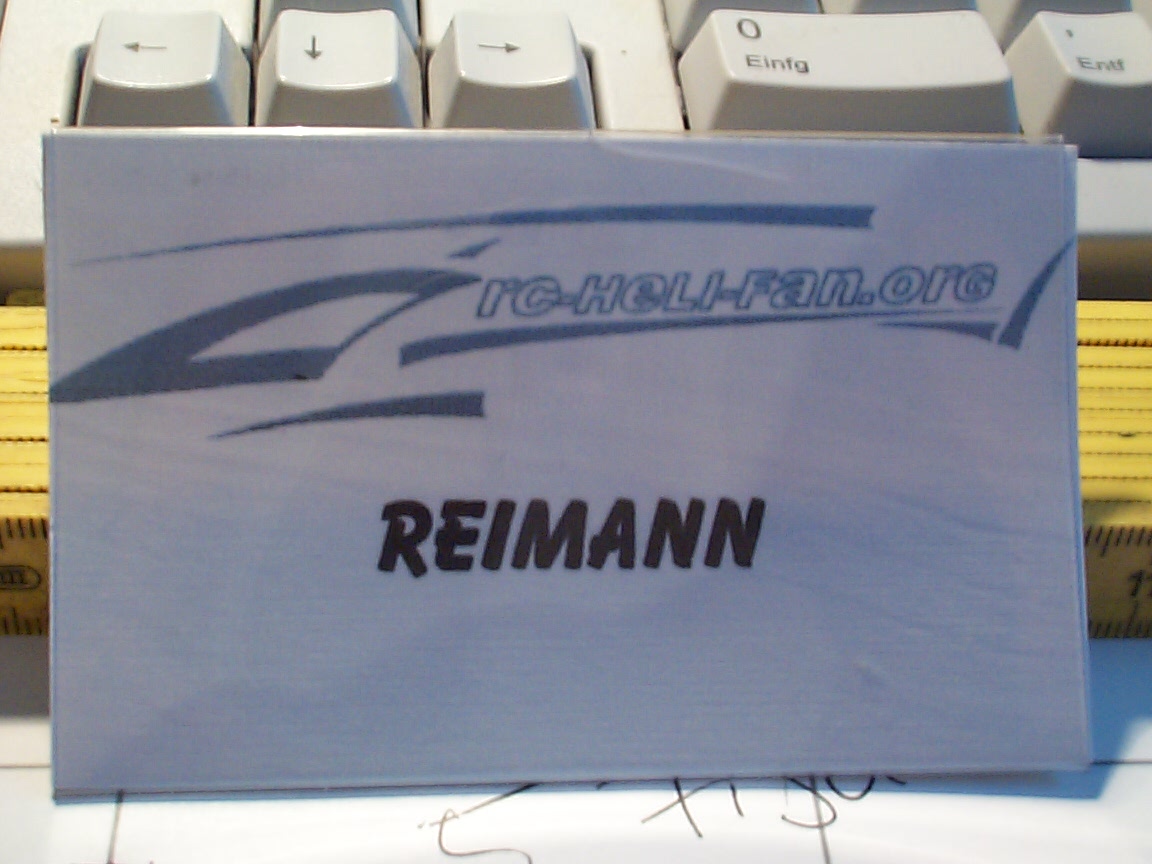 0
Einfg
,
Entf
rc-HeLI-Fan.org
REIMANN